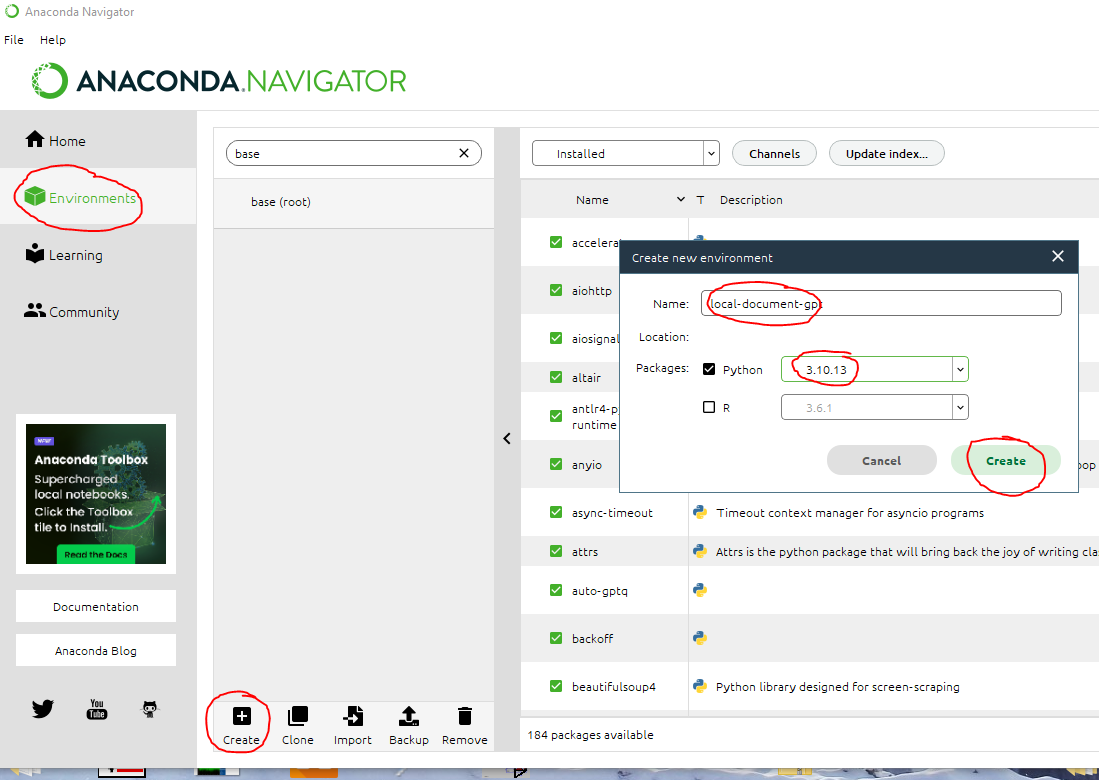 Anaconda Navigator
File Help
ANACONDA.NAVIGATOR
Home
Environments
Learning
Community
NEW
Anaconda Toolbox
Supercharged
local notebooks.
Click the Toolbox
tile to install.
Read the Docs
Documentation
Anaconda Blog
You
Tube
base
base (root)
Create Clone Import Backup Remove
Installed Channels Update index...
Name T Description
aiohttp
altair
runtime
anyio
async-timeout Timeout context manager for asyncio programs
attrs Attrs is the python package that will bring back the joy of writing
auto-gptq
backoff
beautifulsoup4 Python library designed for screen-scraping
184 packages available
Create new environment
Name: local-document-gpt
Location:
Packages: Python 3.10.13
R 3.6.1
Cancel Create